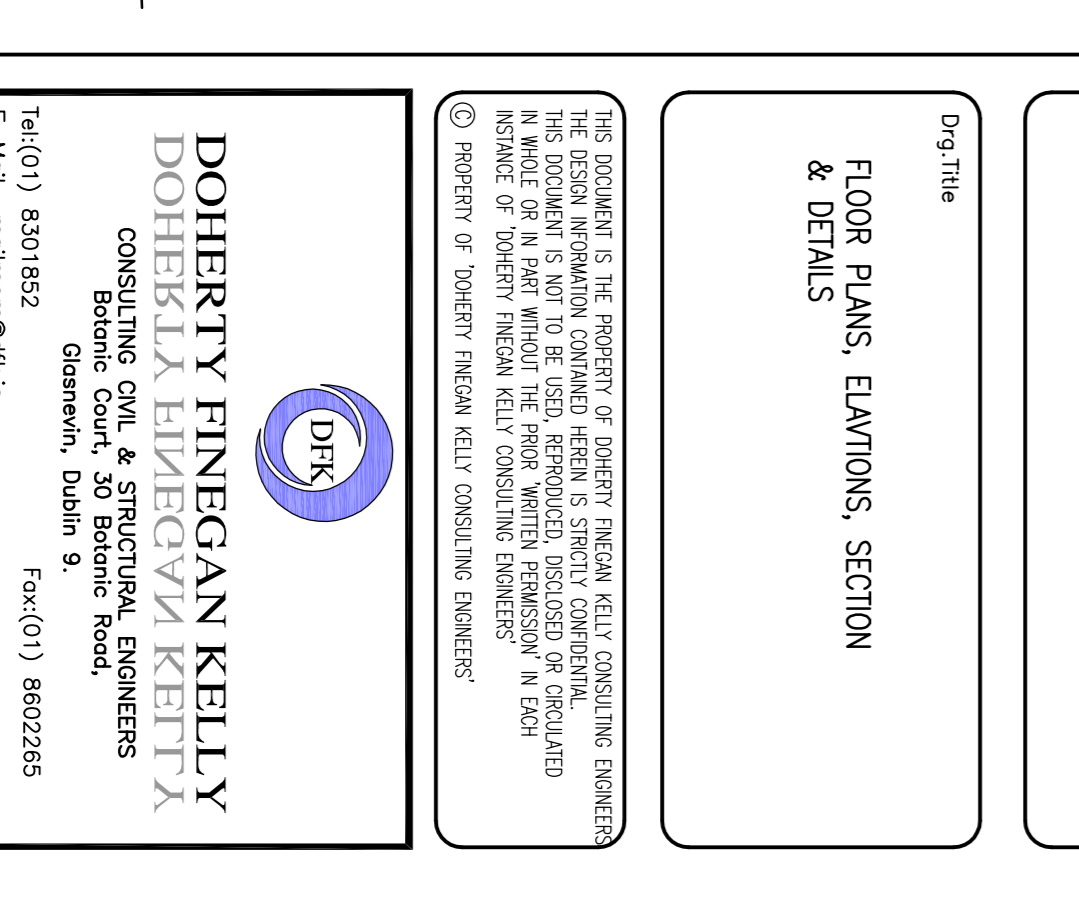 Drg.Title
FLOOR PLANS, ELAVTIONS, SECTION
& DETAILS
THIS DOCUMENT IS THE PROPERTY OF DOHERTY FINEGAN KELLY CONSULTING ENGINEERS
THE DESIGN INFORMATION CONTAINED HEREIN IS STRICTLY CONFIDENTIAL.
THIS DOCUMENT IS NOT TO BE USED, REPRODUCED, DISCLOSED OR CIRCULATED
IN WHOLE OR IN PART WITHOUT THE PRIOR 'WRITTEN PERMISSION' IN EACH
INSTANCE OF 'DOHERTY FINEGAN KELLY CONSULTING ENGINEERS'
© PROPERTY OF 'DOHERTY FINEGAN KELLY CONSULTING ENGINEERS'
DFK
DOHERTY FINEGAN KELLY
DOHERTY FINEGAN KELLY
CONSULTING CIVIL & STRUCTURAL ENGINEERS
Botanic Court, 30 Botanic Road,
Glasnevin, Dublin 9.
Tel:(01) 8301852 Fax:(01) 8602265